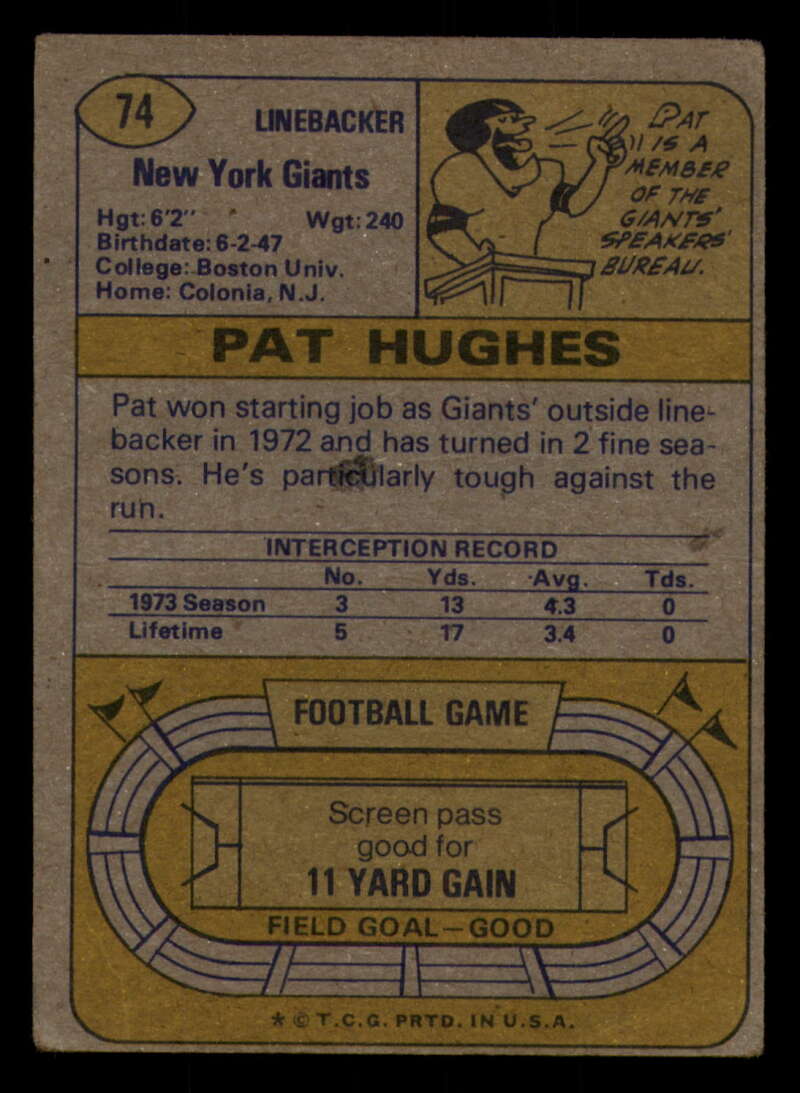 74
LINEBACKER
New York Giants
Hgt: 6'2" Wgt: 240
Birthdate: 6-2-47
College: Boston Univ.
Home: Colonia, N.J.
PAT
IS A
MEMBER
OF THE
GIANTS'
SPEAKERS'
BUREAU.
PAT HUGHES
Pat won starting job as Giants' outside line-
backer in 1972 and has turned in 2 fine sea-
sons. He's particularly tough against the
run.
INTERCEPTION RECORD
No. Yds. Avg. Tds.
1973 Season 3 13 4.3 0
Lifetime 5 17 3.4 0
FOOTBALL GAME
Screen pass
good for
11 YARD GAIN
FIELD GOAL—GOOD
* © T.C.G. PRTD. IN U.S.A.